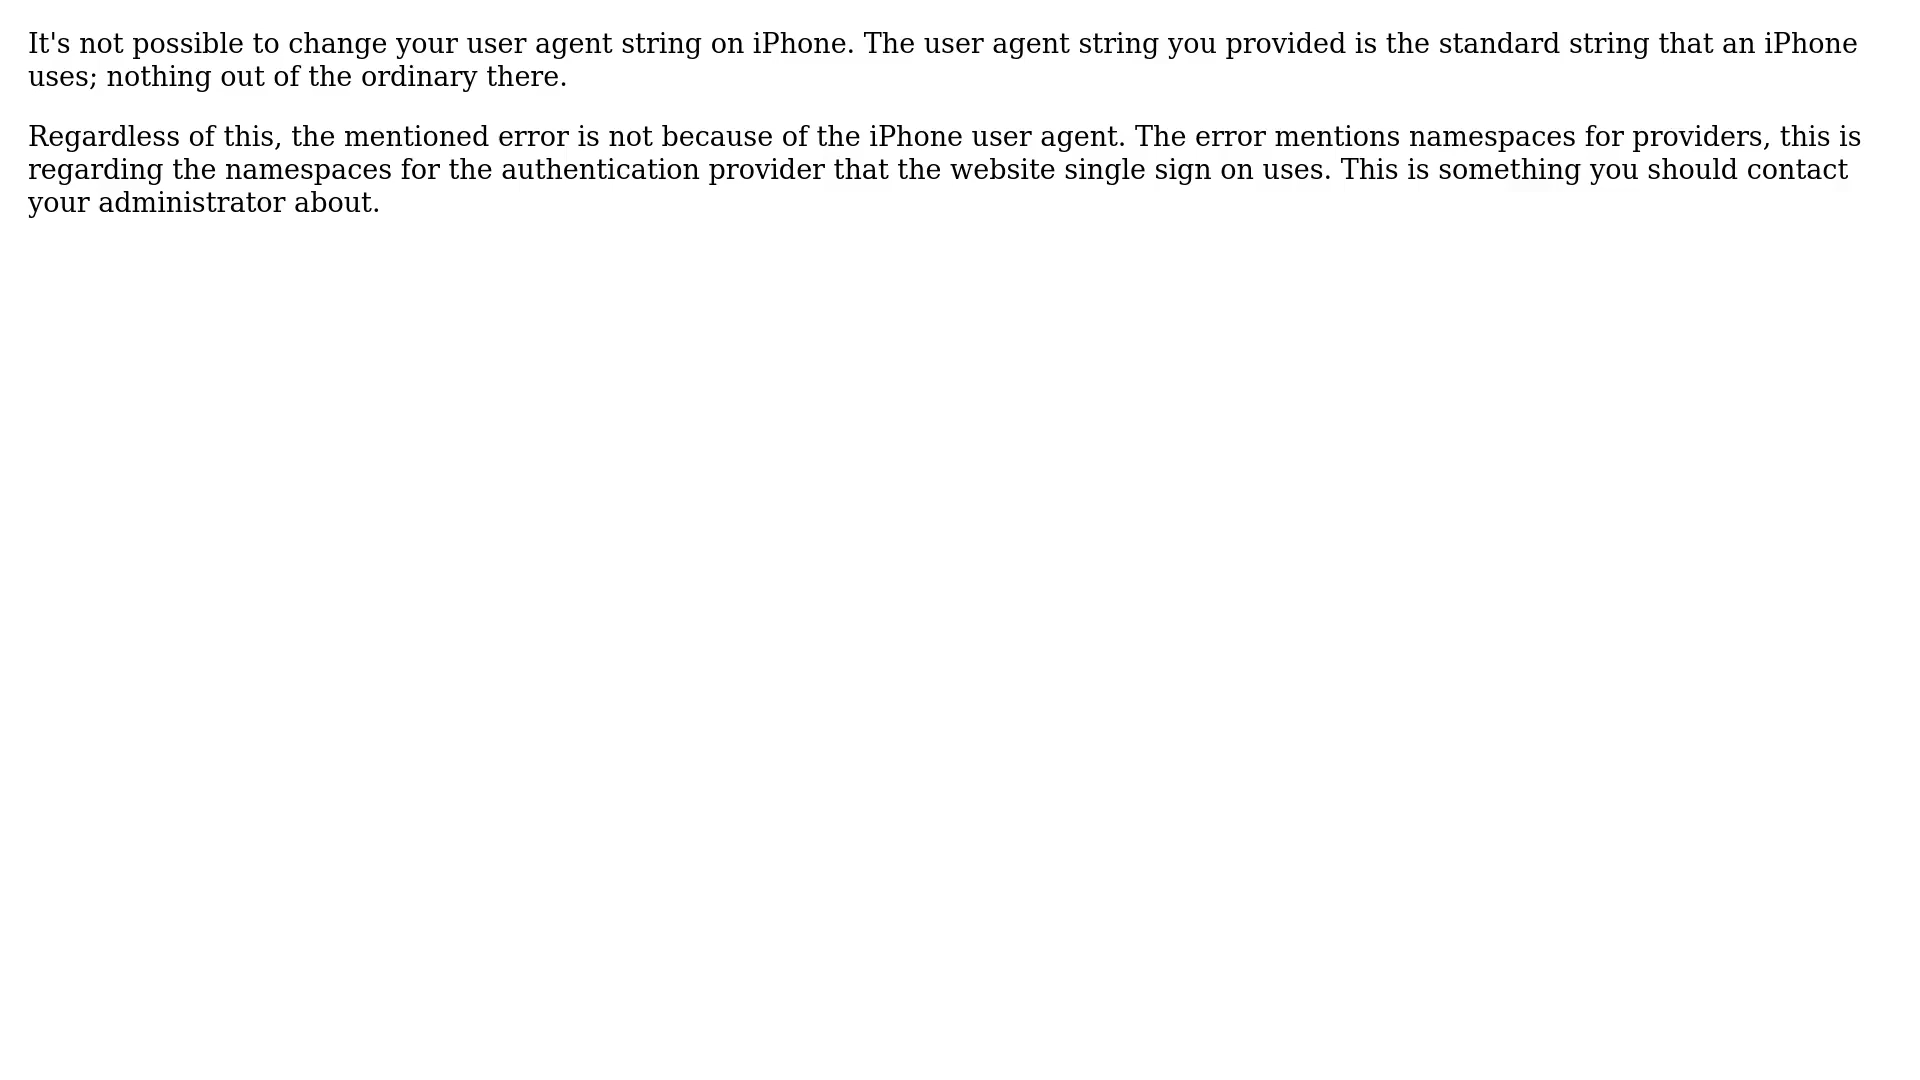 It's not possible to change your user agent string on iPhone. The user agent string you provided is the standard string that an iPhone
uses; nothing out of the ordinary there.
Regardless of this, the mentioned error is not because of the iPhone user agent. The error mentions namespaces for providers, this is
regarding the namespaces for the authentication provider that the website single sign on uses. This is something you should contact
your administrator about.